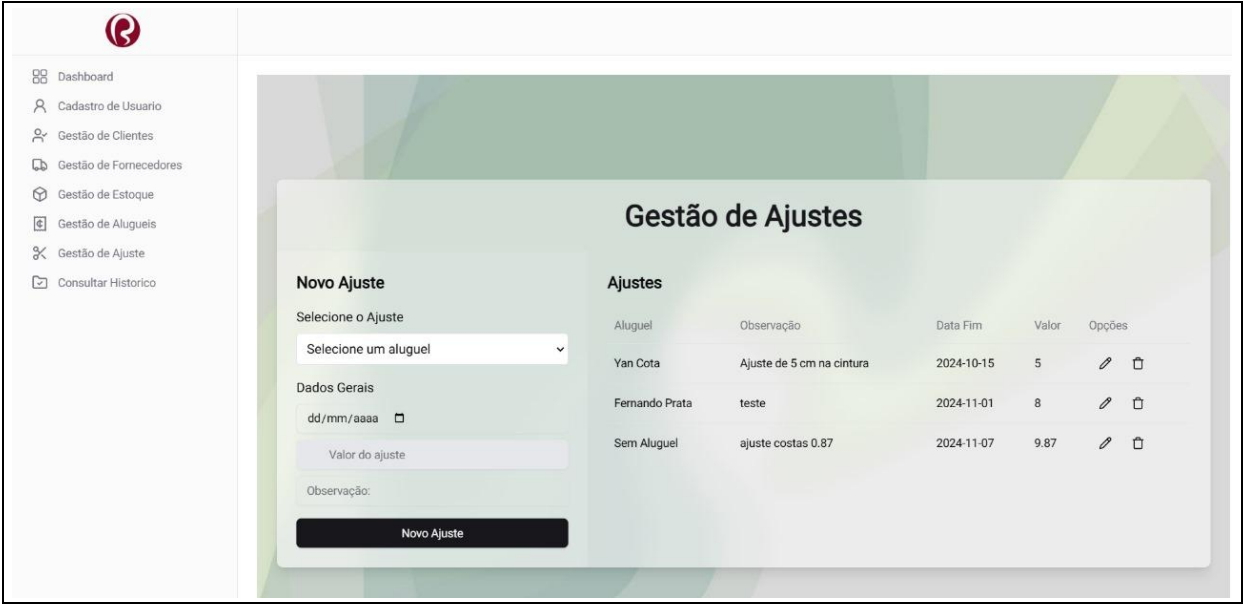 Dashboard
Cadastro de Usuario
Gestão de Clientes
Gestão de Fornecedores
Gestão de Estoque
Gestão de Alugueis
Gestão de Ajuste
Consultar Historico
Gestão de Ajustes
Novo Ajuste
Selecione o Ajuste
Selecione um aluguel
Dados Gerais
dd/mm/aaaa
Valor do ajuste
Observação:
Novo Ajuste
Ajustes
Aluguel Observação Data Fim Valor Opções
Yan Cota Ajuste de 5 cm na cintura 2024-10-15 5
Fernando Prata teste 2024-11-01 8
Sem Aluguel ajuste costas 0.87 2024-11-07 9.87